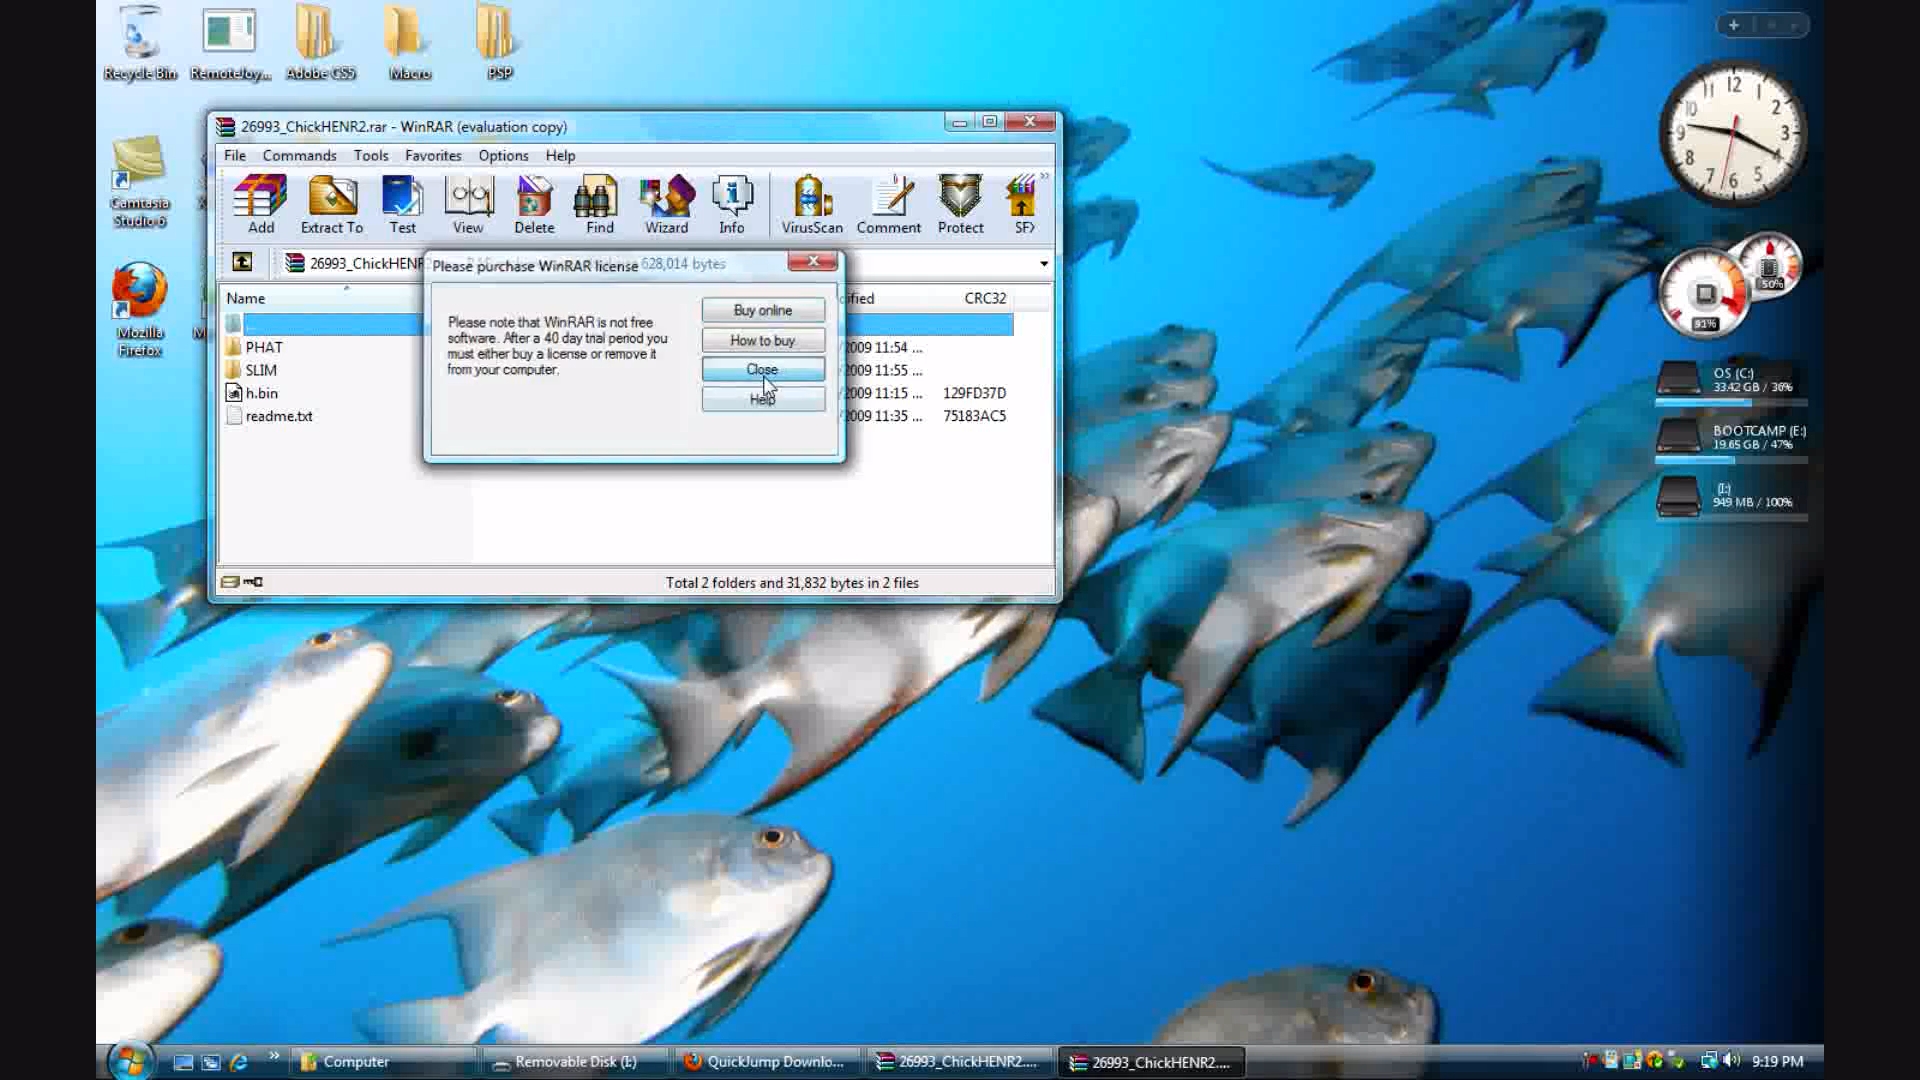 Recycle Bin
RemoteJoy...
Adobe CS5
Macro
PSP
Camtasia
Studio 6
Mozilla
Firefox
26993_ChickHENR2.rar - WinRAR (evaluation copy)
File Commands Tools Favorites Options Help
Add Extract To Test View Delete Find Wizard Info VirusScan Comment Protect SFX
26993_ChickHENR
628,014 bytes
Please purchase WinRAR license
Name
ified
CRC32
..
PHAT
/2009 11:54 ...
SLIM
/2009 11:55 ...
h.bin
/2009 11:15 ...
129FD37D
readme.txt
/2009 11:35 ...
75183AC5
Please note that WinRAR is not free
software. After a 40 day trial period you
must either buy a license or remove it
from your computer.
Buy online
How to buy
Close
Help
Total 2 folders and 31,832 bytes in 2 files
12 1 2 3 4 5 6 7 8 9 10 11
50%
91%
OS (C:)
33.42 GB / 36%
BOOTCAMP (E:)
19.65 GB / 47%
(I:)
949 MB / 100%
Computer
Removable Disk (I:)
QuickJump Downlo...
26993_ChickHENR2....
26993_ChickHENR2....
9:19 PM